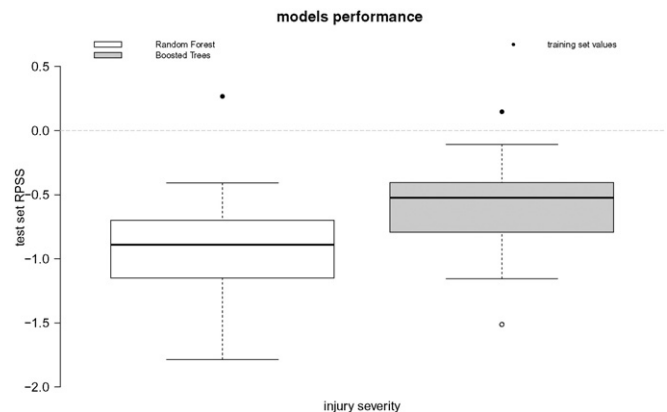 models performance
Random Forest
Boosted Trees
training set values
0.5
0.0
−0.5
−1.0
−1.5
−2.0
test set RPSS
injury severity